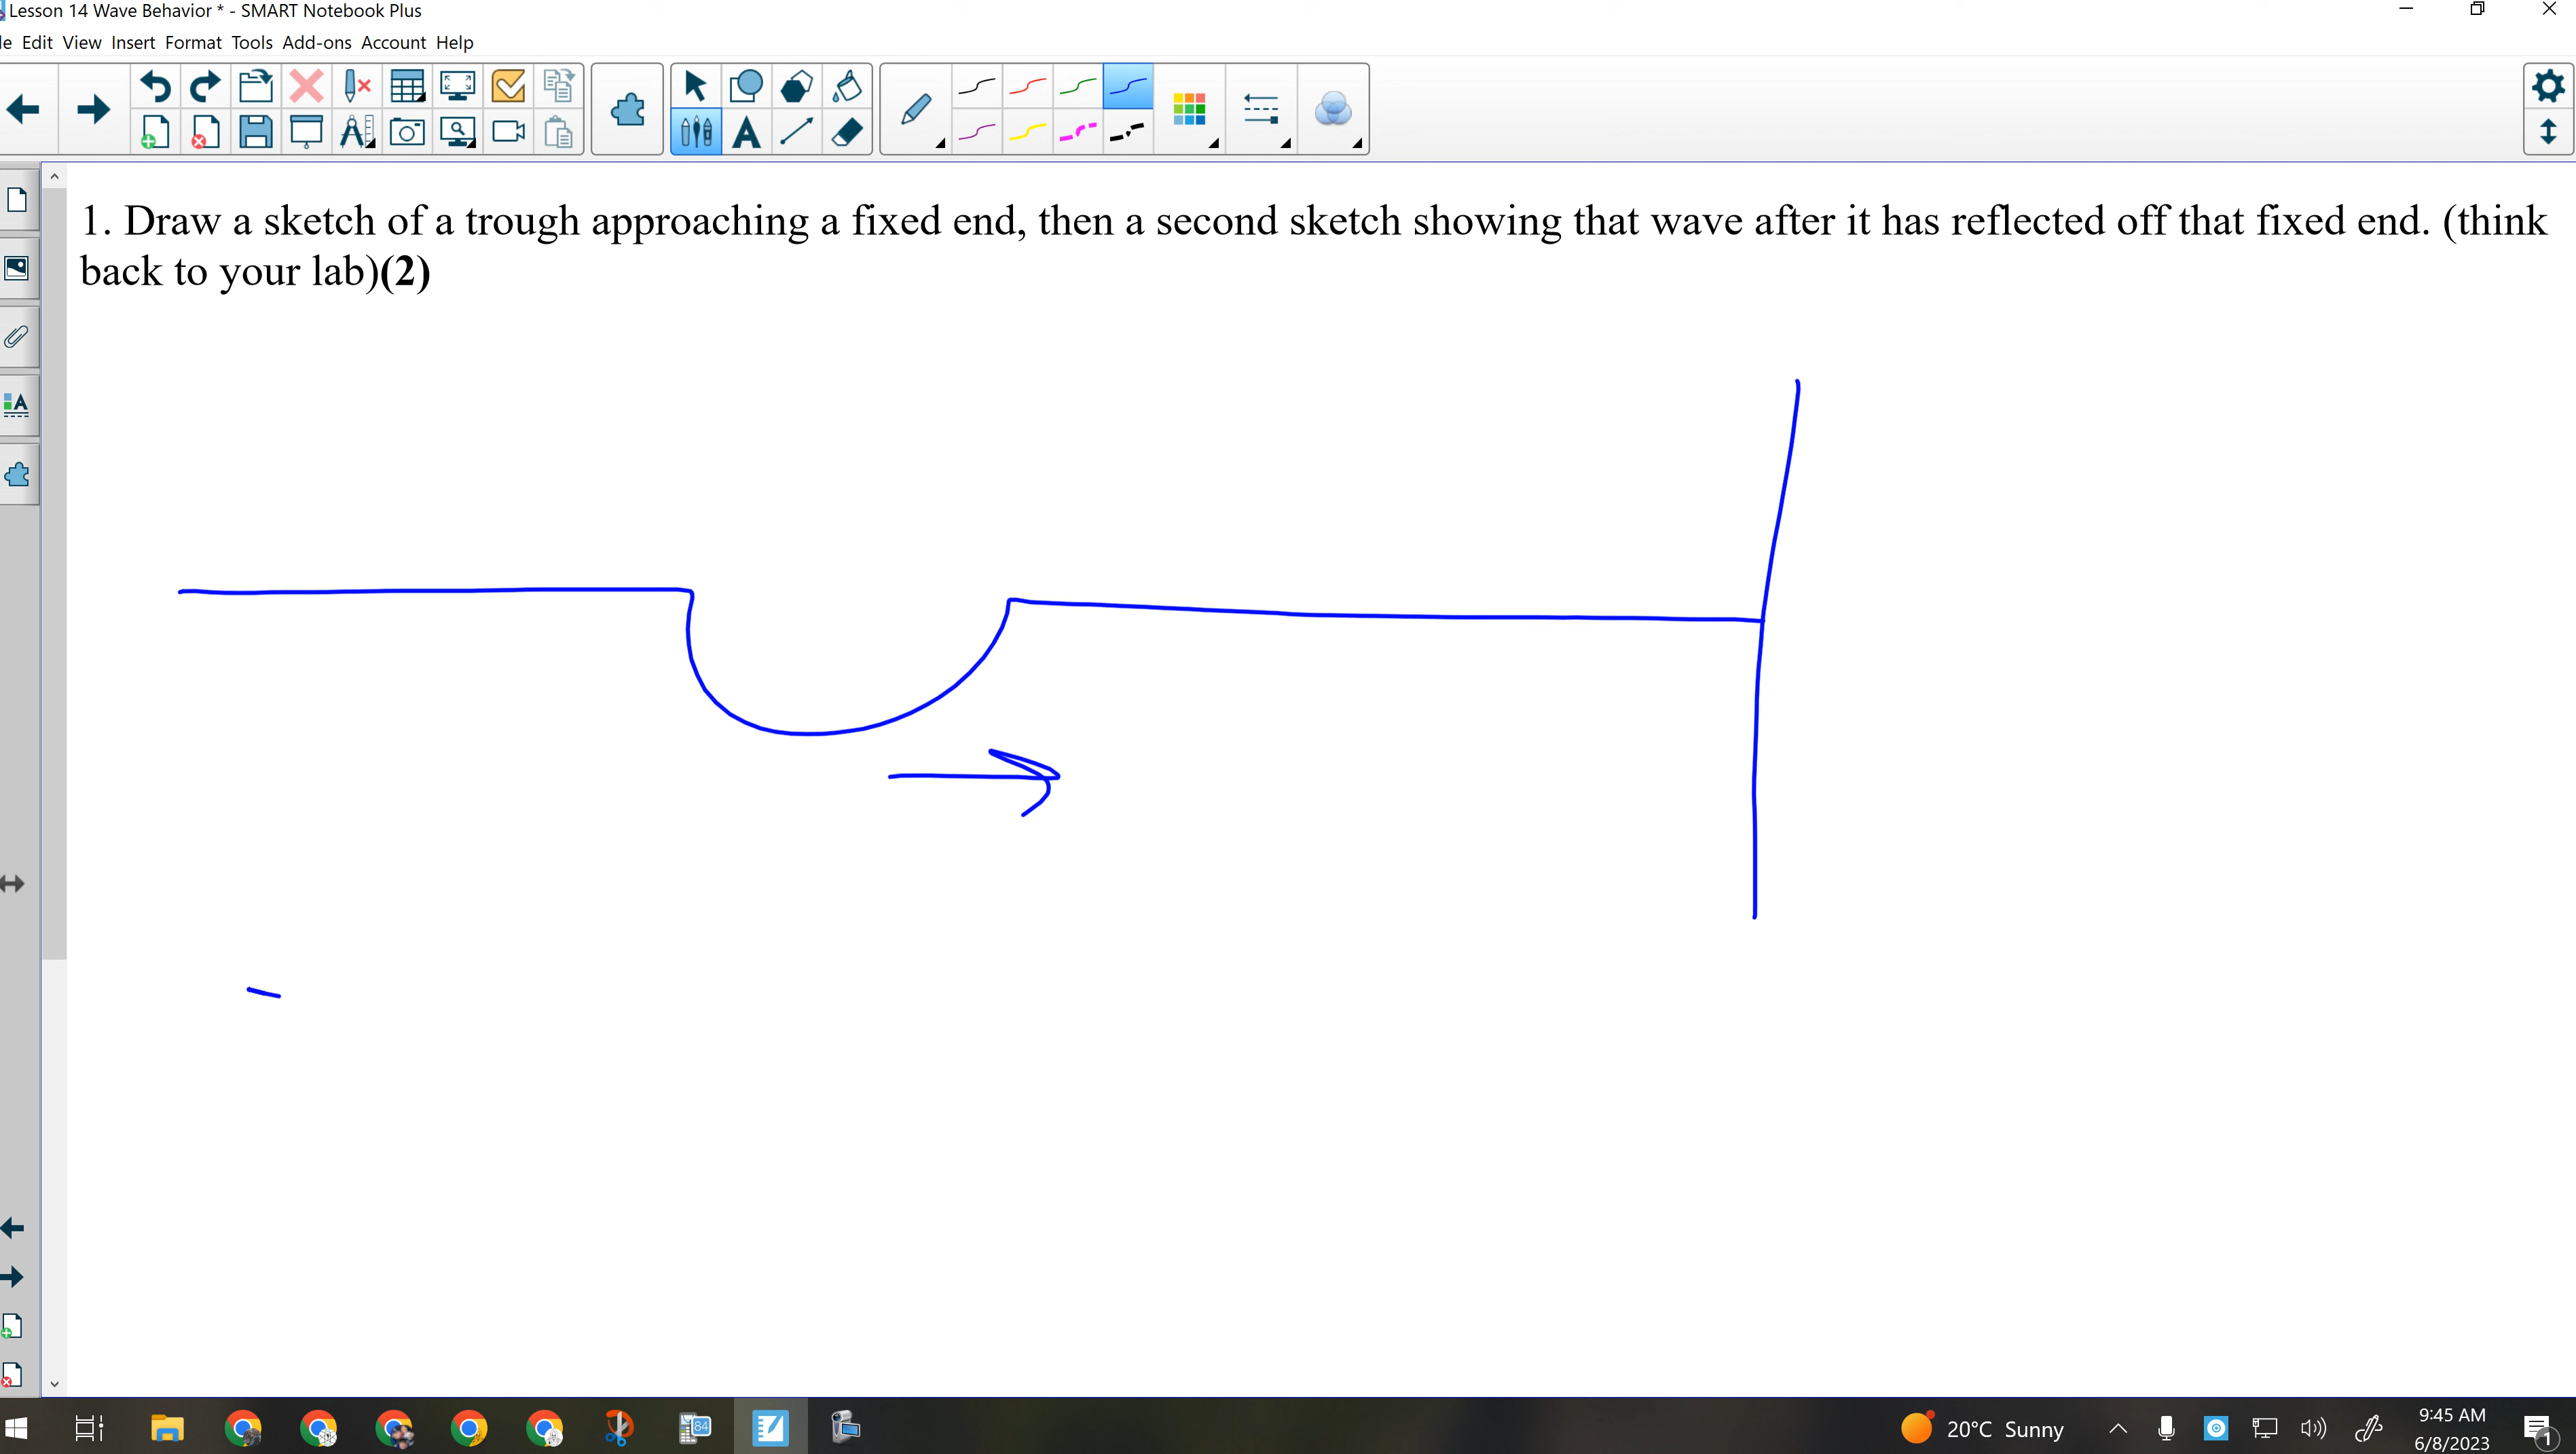 Lesson 14 Wave Behavior * - SMART Notebook Plus
le Edit View Insert Format Tools Add-ons Account Help
1. Draw a sketch of a trough approaching a fixed end, then a second sketch showing that wave after it has reflected off that fixed end. (think
back to your lab)(2)
20°C Sunny
9:45 AM
6/8/2023
1
84